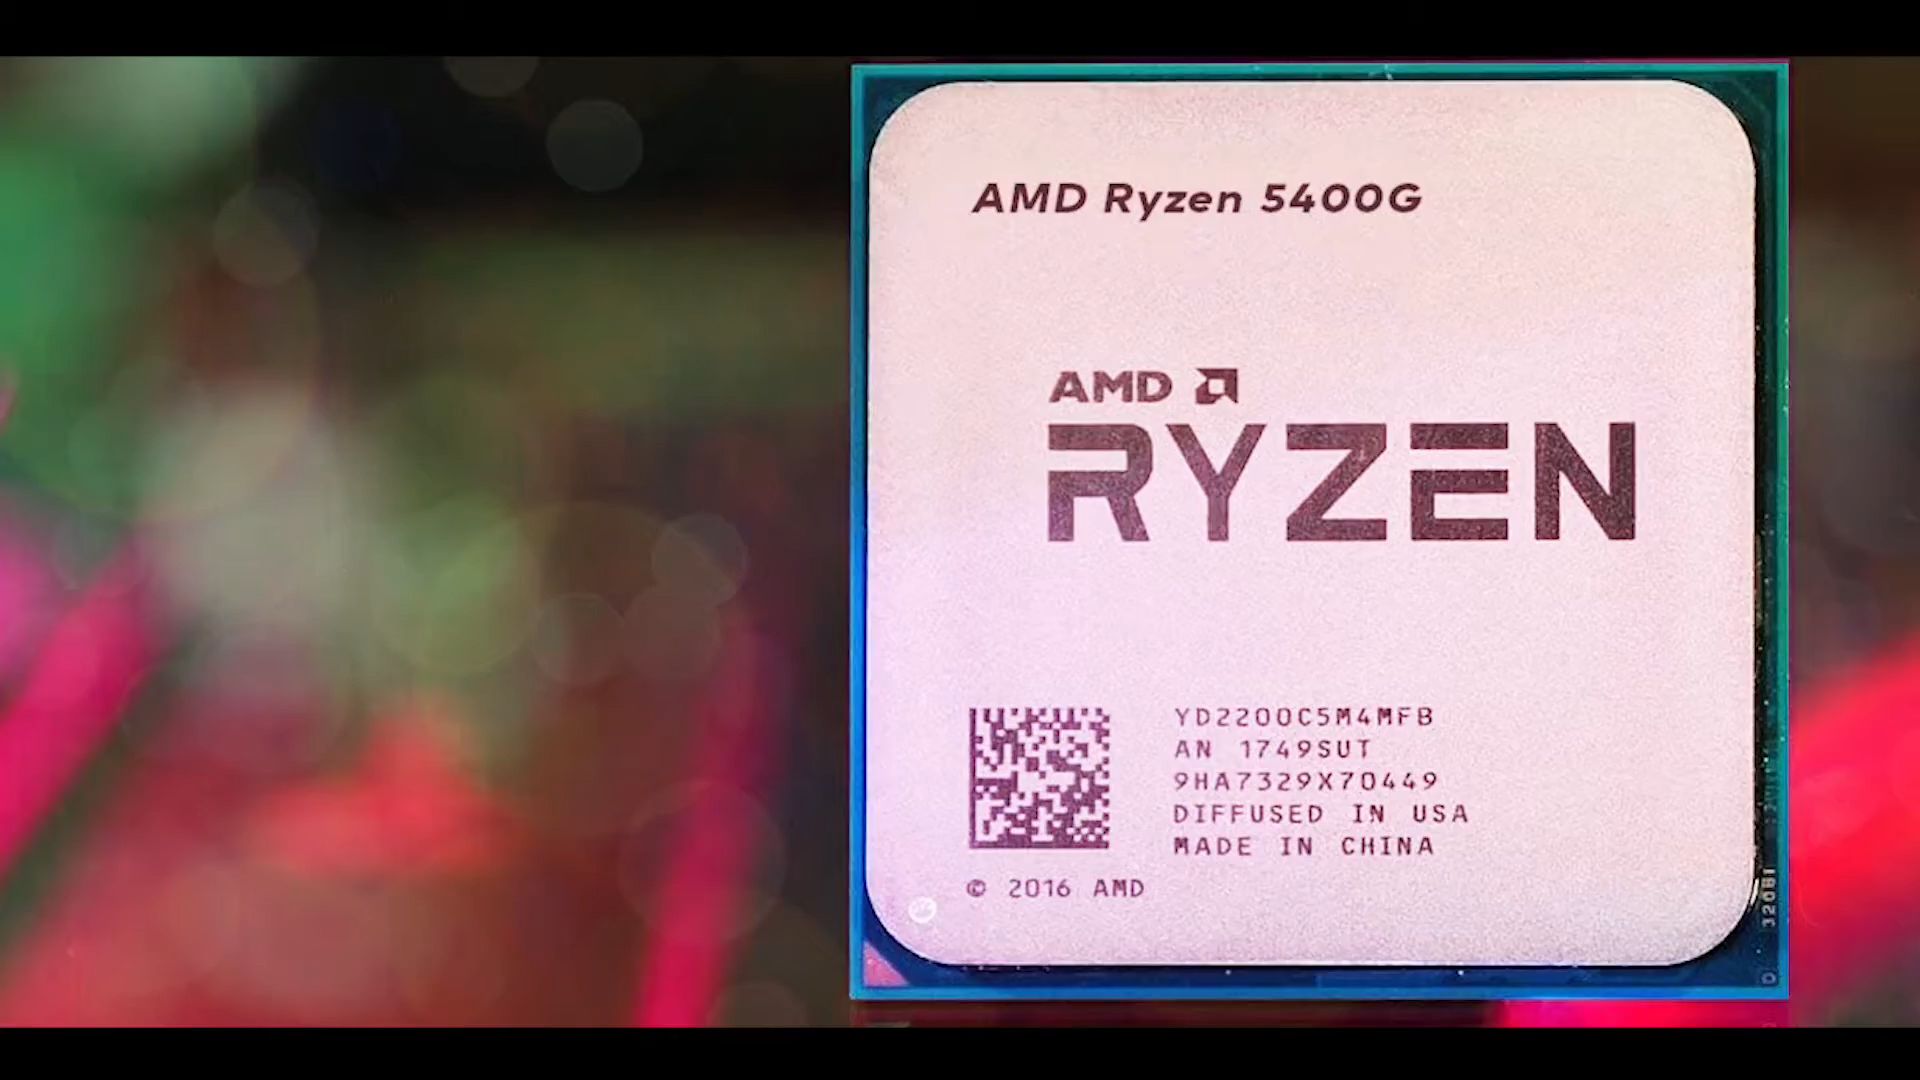 AMD Ryzen 5400G
AMD
RYZEN
YD2200C5M4MFB
AN 1749SUT
9HA7329X70449
DIFFUSED IN USA
MADE IN CHINA
© 2016 AMD